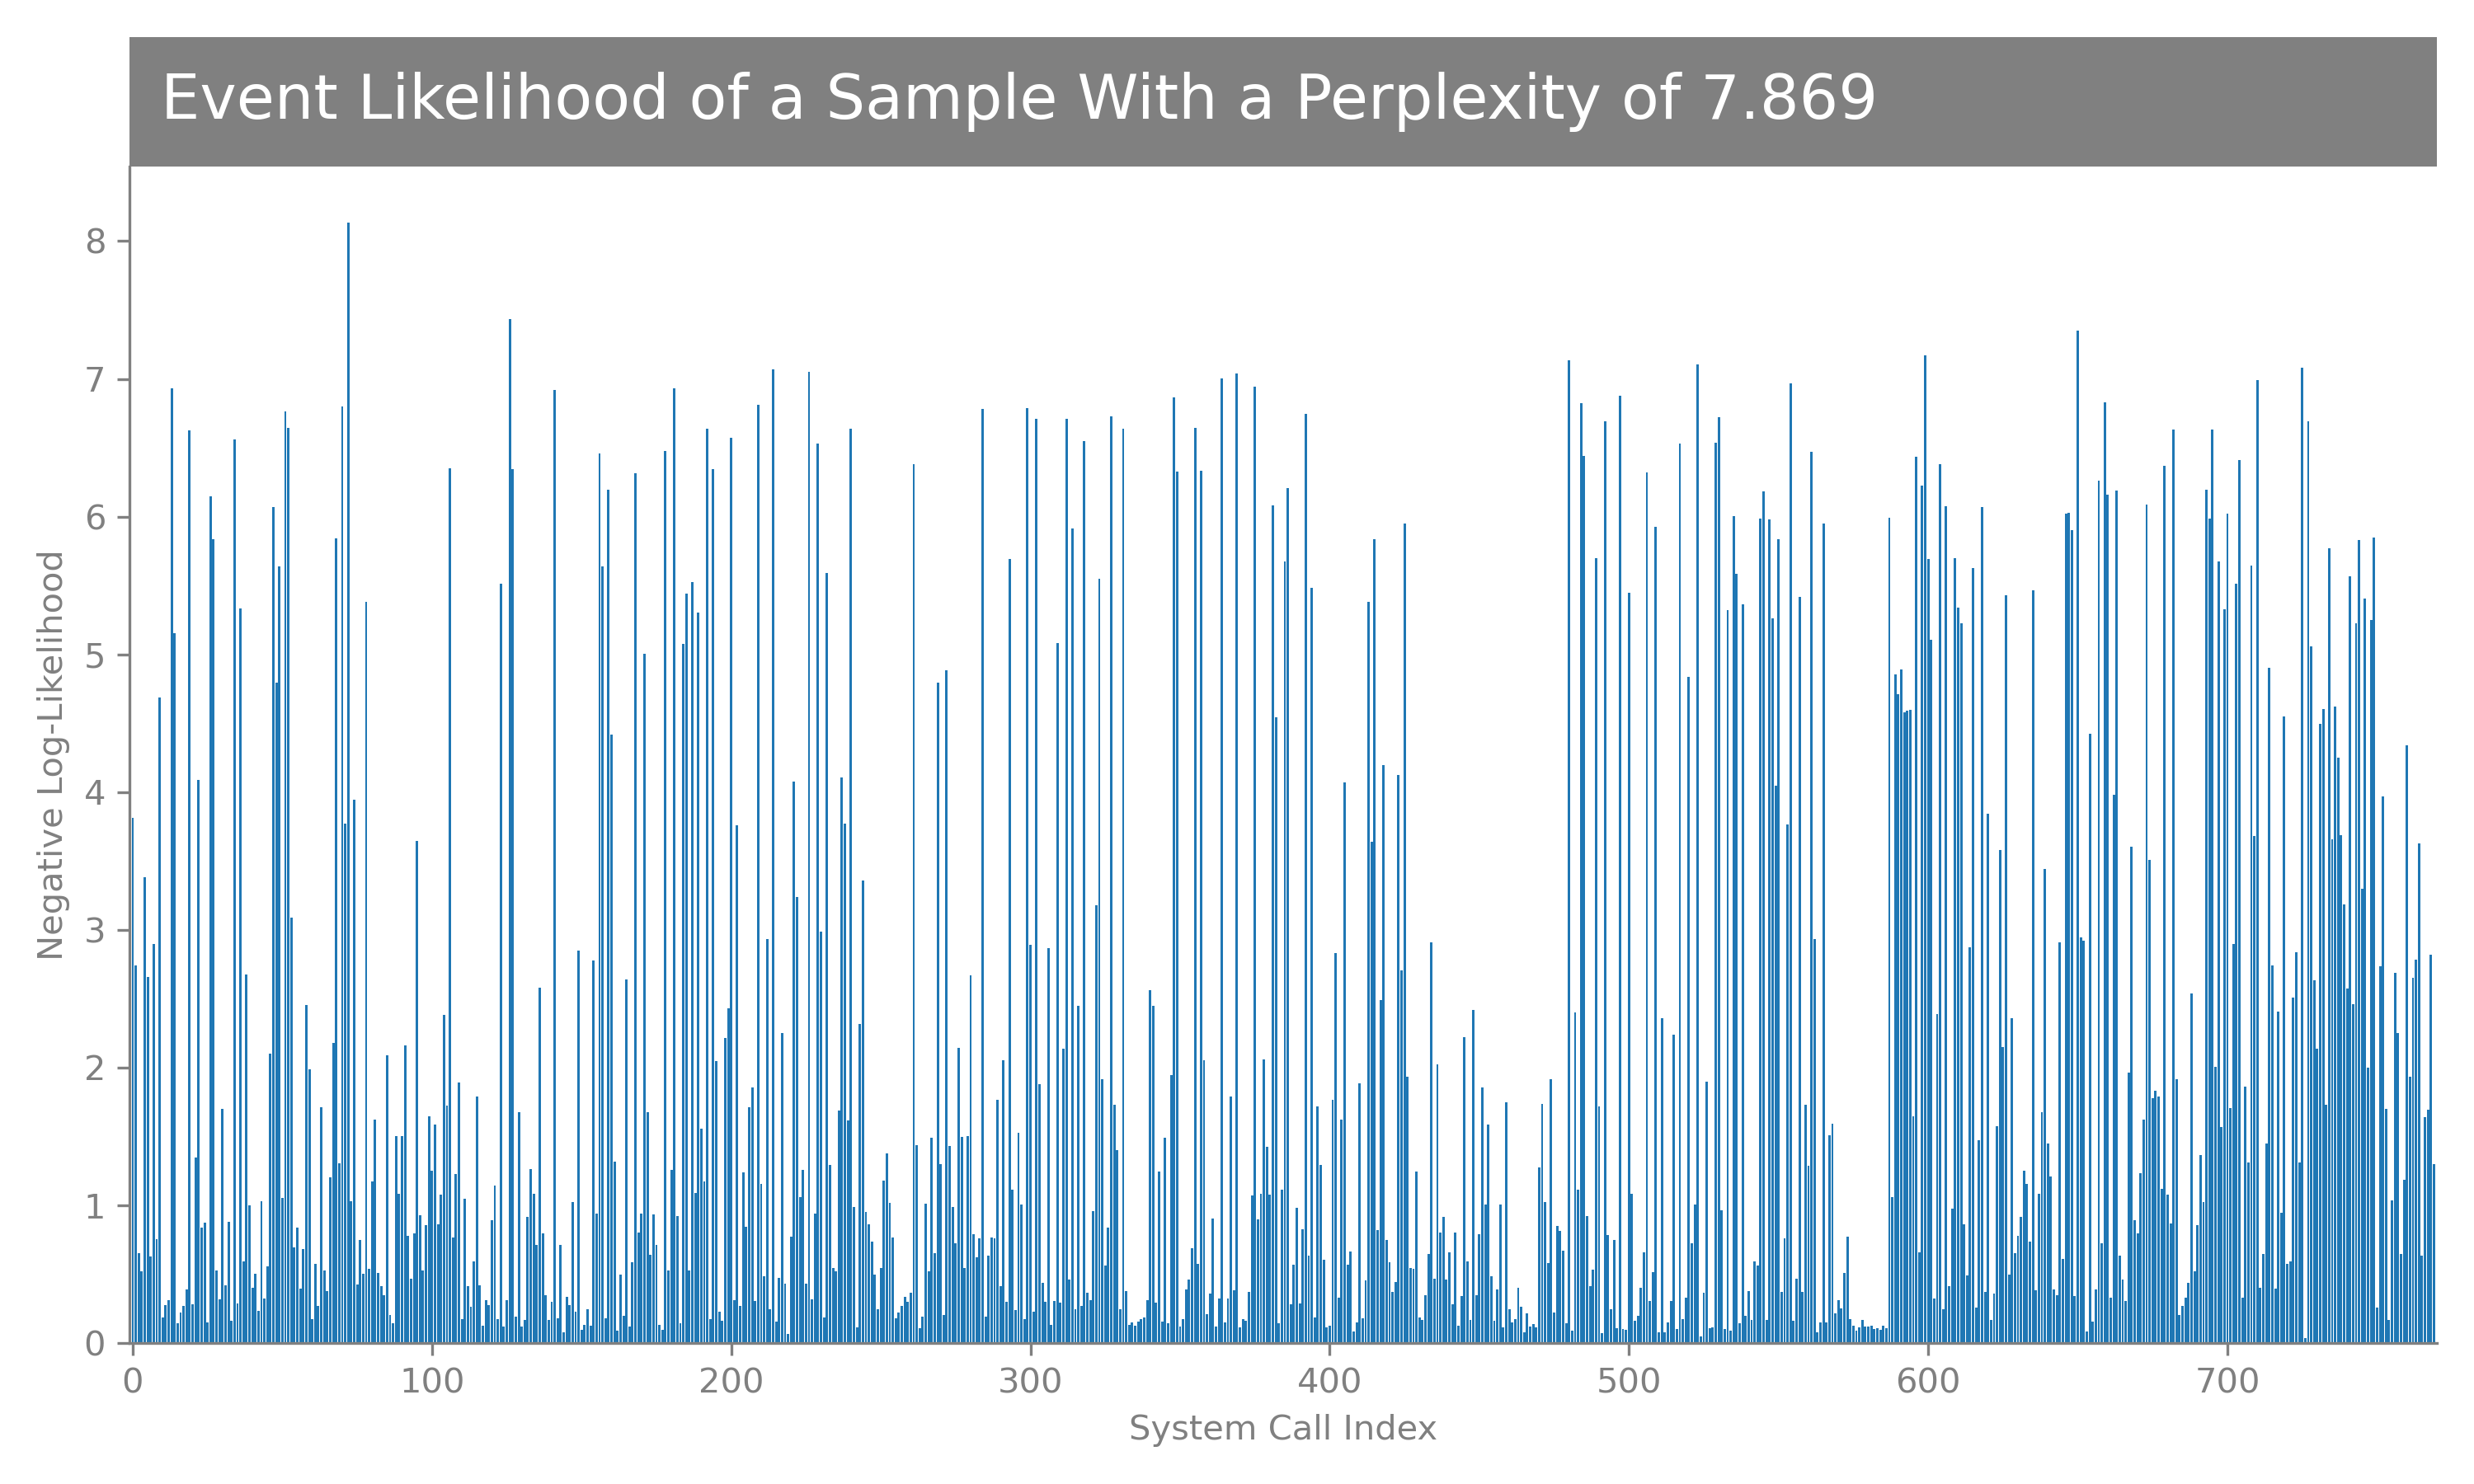 Event Likelihood of a Sample With a Perplexity of 7.869
8
7
6
5
4
3
2
1
0
Negative Log-Likelihood
0 100 200 300 400 500 600 700
System Call Index